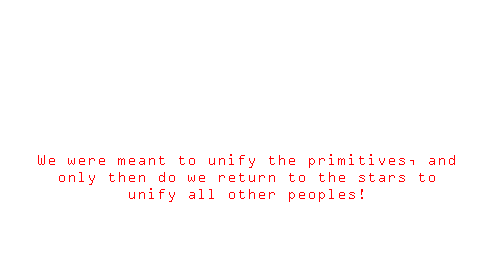 We were meant to unify the primitives, and
only then do we return to the stars to
unify all other peoples!